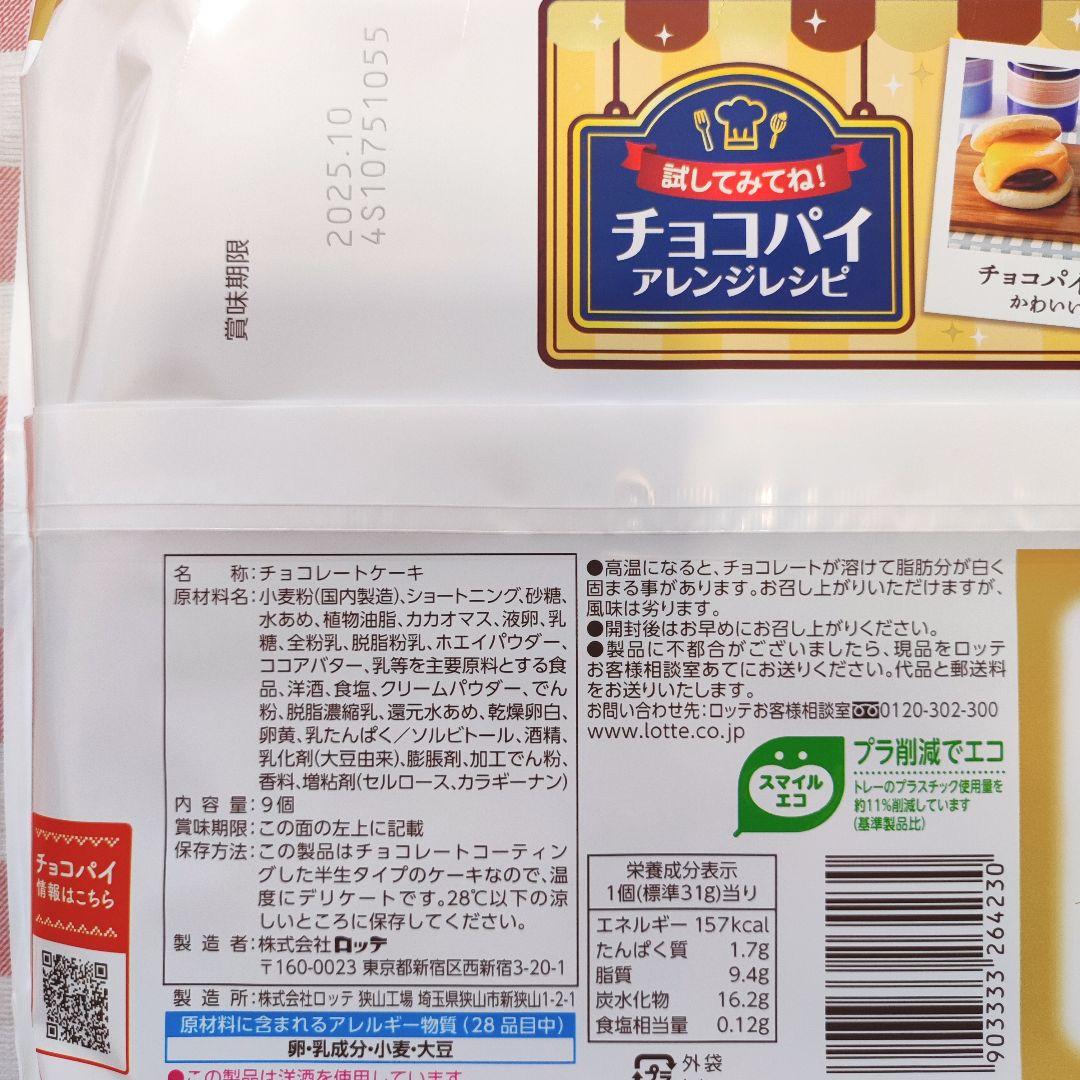 賞味期限
2025.10
4S10751055
試してみてね!
チョコパイ
アレンジレシピ
チョコパイ
かわいい
名 称:チョコレートケーキ
原材料名:小麦粉(国内製造)、ショートニング、砂糖、
水あめ、植物油脂、カカオマス、液卵、乳
糖、全粉乳、脱脂粉乳、ホエイパウダー、
ココアバター、乳等を主要原料とする食
品、洋酒、食塩、クリームパウダー、でん
粉、脱脂濃縮乳、還元水あめ、乾燥卵白、
卵黄、乳たんぱく／ソルビトール、酒精、
乳化剤(大豆由来)、膨脹剤、加工でん粉、
香料、増粘剤(セルロース、カラギーナン)
内 容 量:9個
賞味期限:この面の左上に記載
保存方法:この製品はチョコレートコーティン
グした半生タイプのケーキなので、温
度にデリケートです。28℃以下の涼
しいところに保存してください。
製 造 者:株式会社ロッテ
〒160-0023 東京都新宿区西新宿3-20-1
製 造 所:株式会社ロッテ 狭山工場 埼玉県狭山市新狭山1-2-1
原材料に含まれるアレルギー物質(28品目中)
卵・乳成分・小麦・大豆
●この製品は洋酒を使用しています
●高温になると、チョコレートが溶けて脂肪分が白く
固まる事があります。お召し上がりいただけますが、
風味は劣ります。
●開封後はお早めにお召し上がりください。
●製品に不都合がございましたら、現品をロッテ
お客様相談室あてにお送りください。代品と郵送料
をお送りいたします。
お問い合わせ先:ロッテお客様相談室0120-302-300
www.lotte.co.jp
スマイル
エコ
プラ削減でエコ
トレーのプラスチック使用量を
約11%削減しています
(基準製品比)
栄養成分表示
1個(標準31g)当り
エネルギー 157kcal
たんぱく質 1.7g
脂質 9.4g
炭水化物 16.2g
食塩相当量 0.12g
プラ
外袋
903333 264230
チョコパイ
情報はこちら